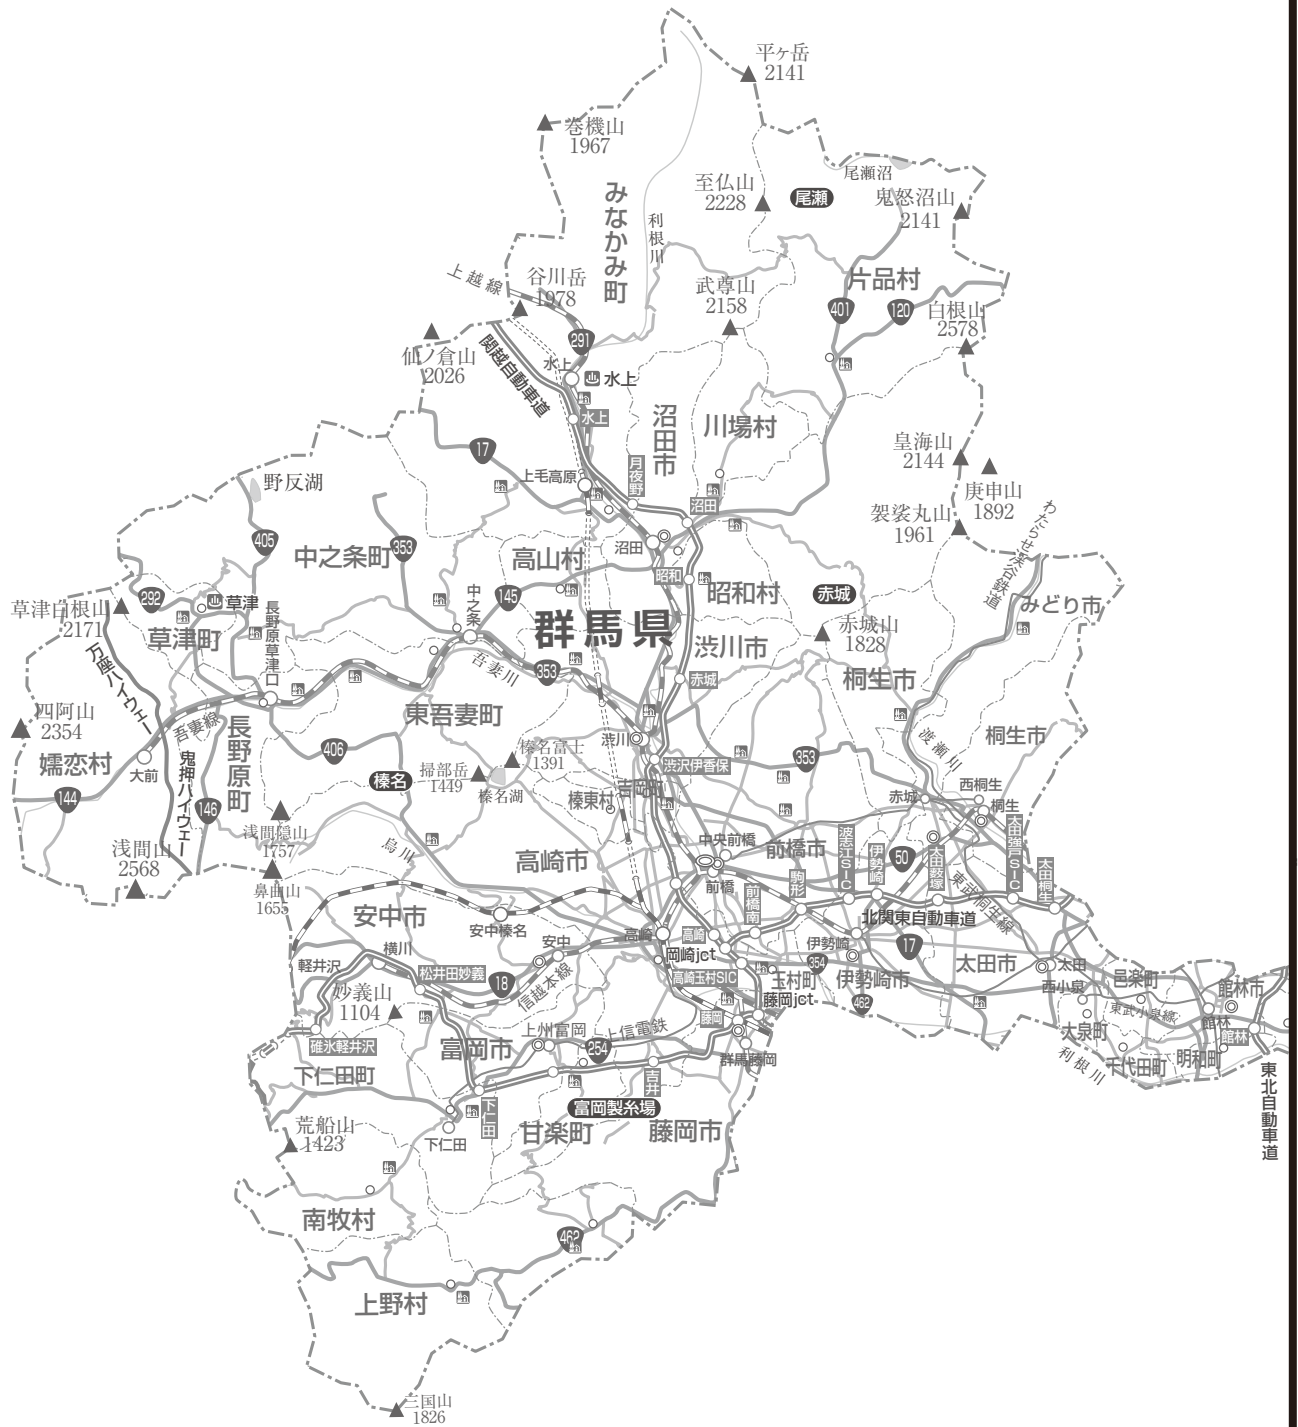 平ヶ岳
2141
巻機山
1967
尾瀬沼
至仏山
2228
尾瀬
鬼怒沼山
2141
みなかみ町
利根川
上越線
谷川岳
1978
武尊山
2158
片品村
401
120
白根山
2578
仙ノ倉山
2026
関越自動車道
291
水上
水上
水上
沼田市
川場村
皇海山
2144
17
上毛高原
月夜野
沼田
庚申山
1892
袈裟丸山
1961
わたらせ渓谷鉄道
野反湖
405
中之条町
353
高山村
沼田
昭和
昭和村
赤城
みどり市
292
草津
草津白根山
2171
草津町
長野原草津口
中之条
145
群馬県
渋川市
赤城山
1828
桐生市
万座ハイウェー
吾妻川
353
赤城
四阿山
2354
吾妻線
長野原町
東吾妻町
渡瀬川
桐生市
嬬恋村
大前
鬼押ハイウェー
406
榛名富士
1391
渋川
渋沢伊香保
353
144
146
榛名
掃部岳
1449
榛名湖
榛東村
吉岡町
赤城
西桐生
桐生
浅間隠山
1757
浅間山
2568
烏川
高崎市
中央前橋
前橋市
波志江SIC
伊勢崎
50
太田藪塚
太田強戸SIC
太田桐生
鼻曲山
1655
前橋
駒形
前橋南
東武桐生線
安中市
安中榛名
北関東自動車道
横川
安中
高崎
高崎
岡崎jct
伊勢崎
17
軽井沢
松井田妙義
18
信越本線
高崎玉村SIC
玉村町
354
伊勢崎市
太田市
太田
邑楽町
館林市
妙義山
1104
藤岡jct
462
西小泉
東武小泉線
館林
館林
碓氷軽井沢
富岡市
上州富岡
上信電鉄
藤岡
大泉町
254
群馬藤岡
利根川
千代田町
明和町
下仁田町
吉井
東北自動車道
下仁田
富岡製糸場
荒船山
1423
下仁田
甘楽町
藤岡市
南牧村
462
上野村
三国山
1826